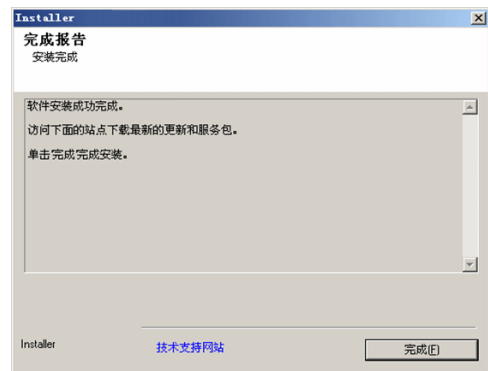 Installer
完成报告
安装完成
软件安装成功完成。
访问下面的站点下载最新的更新和服务包。
单击完成完成安装。
Installer
技术支持网站
完成(F)